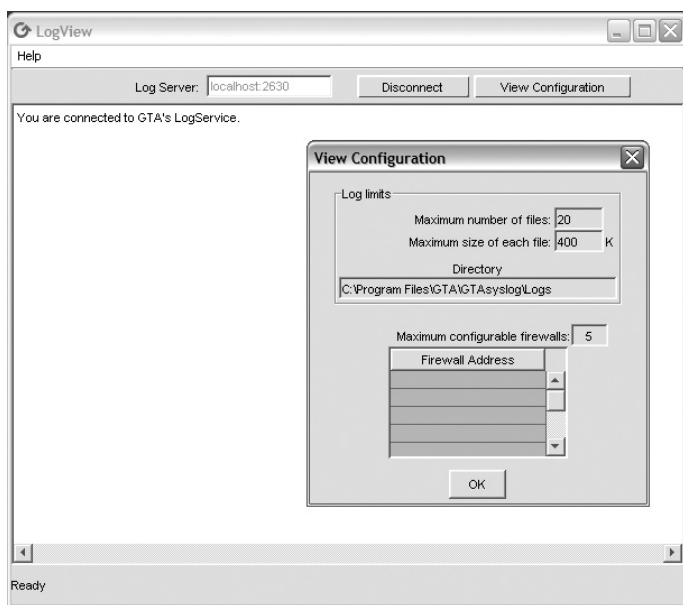 LogView
Help
Log Server: localhost:2630 Disconnect View Configuration
You are connected to GTA's LogService.
View Configuration
Log limits
Maximum number of files: 20
Maximum size of each file: 400 K
Directory
C:\Program Files\GTA\GTAsyslog\Logs
Maximum configurable firewalls: 5
Firewall Address
OK
Ready